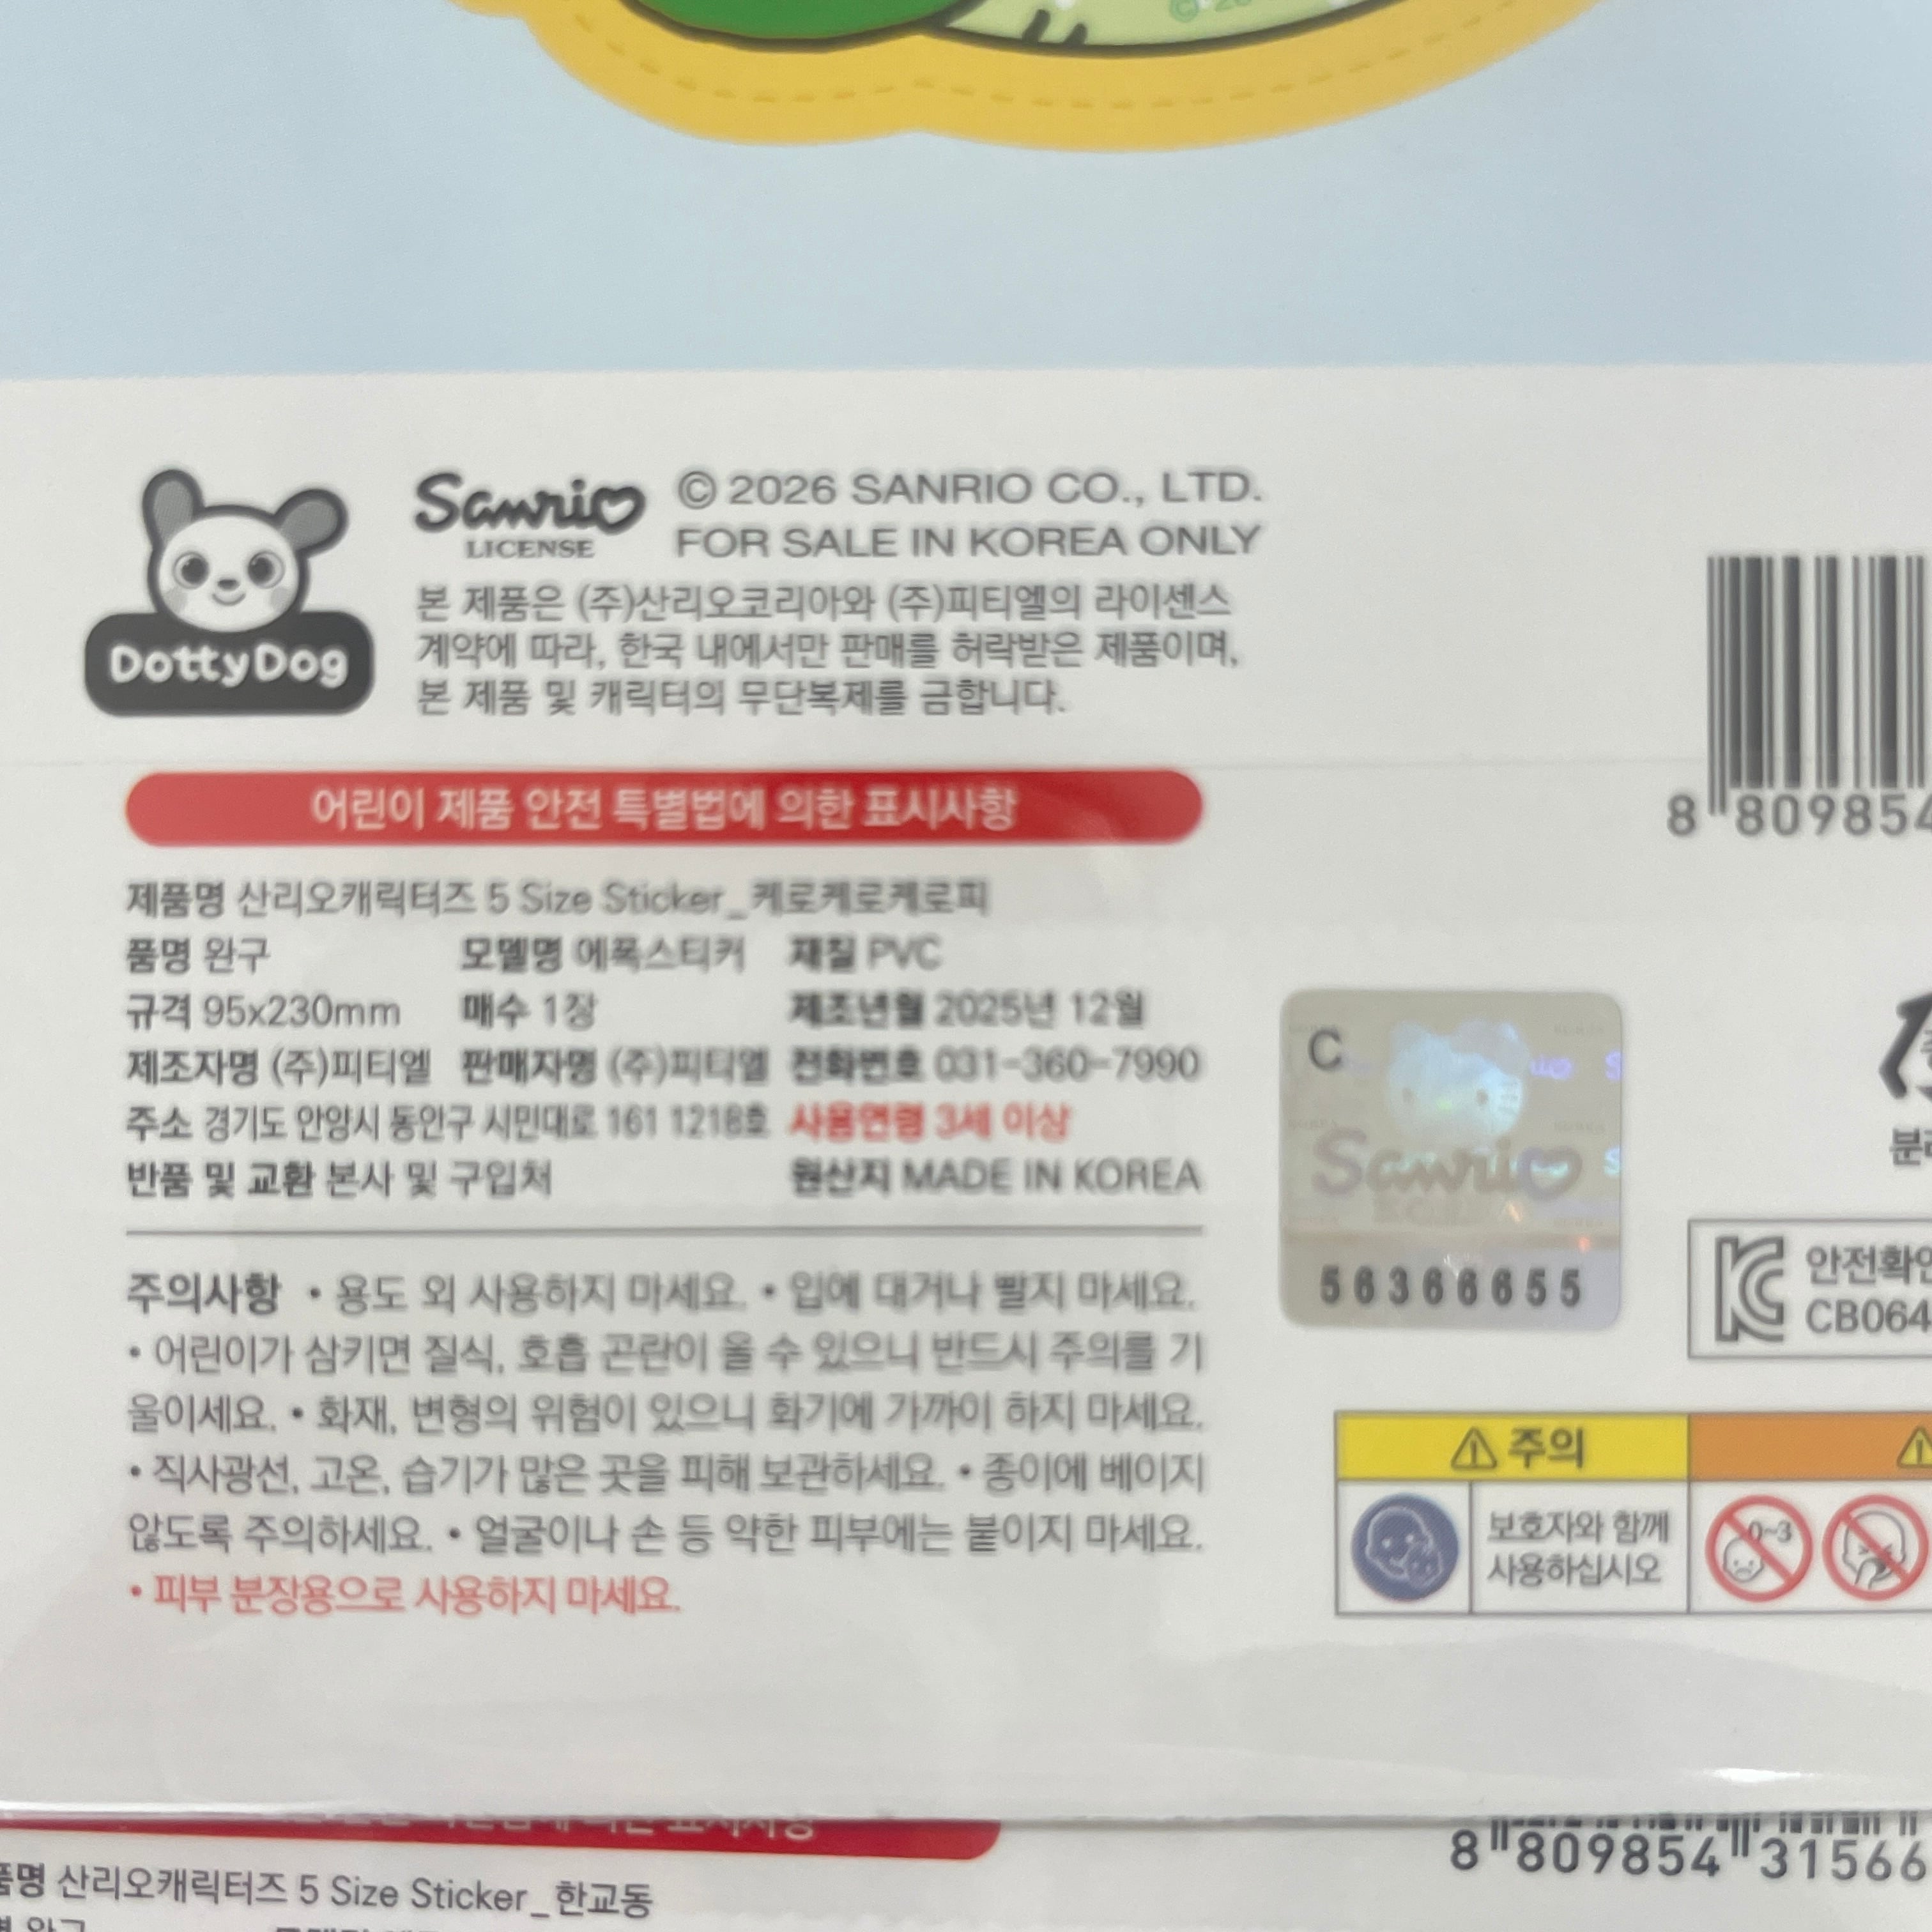 Sanrio
LICENSE
© 2026 SANRIO CO., LTD.
FOR SALE IN KOREA ONLY
DottyDog
본 제품은 (주)산리오코리아와 (주)피티엘의 라이센스
계약에 따라, 한국 내에서만 판매를 허락받은 제품이며,
본 제품 및 캐릭터의 무단복제를 금합니다.
8 809854
어린이 제품 안전 특별법에 의한 표시사항
제품명 산리오캐릭터즈 5 Size Sticker_케로케로케로피
품명 완구 모델명 에폭스티커 재질 PVC
규격 95x230mm 매수 1장 제조년월 2025년 12월
제조자명 (주)피티엘 판매자명 (주)피티엘 전화번호 031-360-7990
주소 경기도 안양시 동안구 시민대로 161 1218호 사용연령 3세 이상
반품 및 교환 본사 및 구입처 원산지 MADE IN KOREA
C
Sanrio
KOREA
56366655
안전확인
CB064
주의사항 • 용도 외 사용하지 마세요. • 입에 대거나 빨지 마세요.
• 어린이가 삼키면 질식, 호흡 곤란이 올 수 있으니 반드시 주의를 기
울이세요. • 화재, 변형의 위험이 있으니 화기에 가까이 하지 마세요.
• 직사광선, 고온, 습기가 많은 곳을 피해 보관하세요. • 종이에 베이지
않도록 주의하세요. • 얼굴이나 손 등 약한 피부에는 붙이지 마세요.
• 피부 분장용으로 사용하지 마세요.
주의
보호자와 함께
사용하십시오
0~3
8 809854 31566
품명 산리오캐릭터즈 5 Size Sticker_한교동